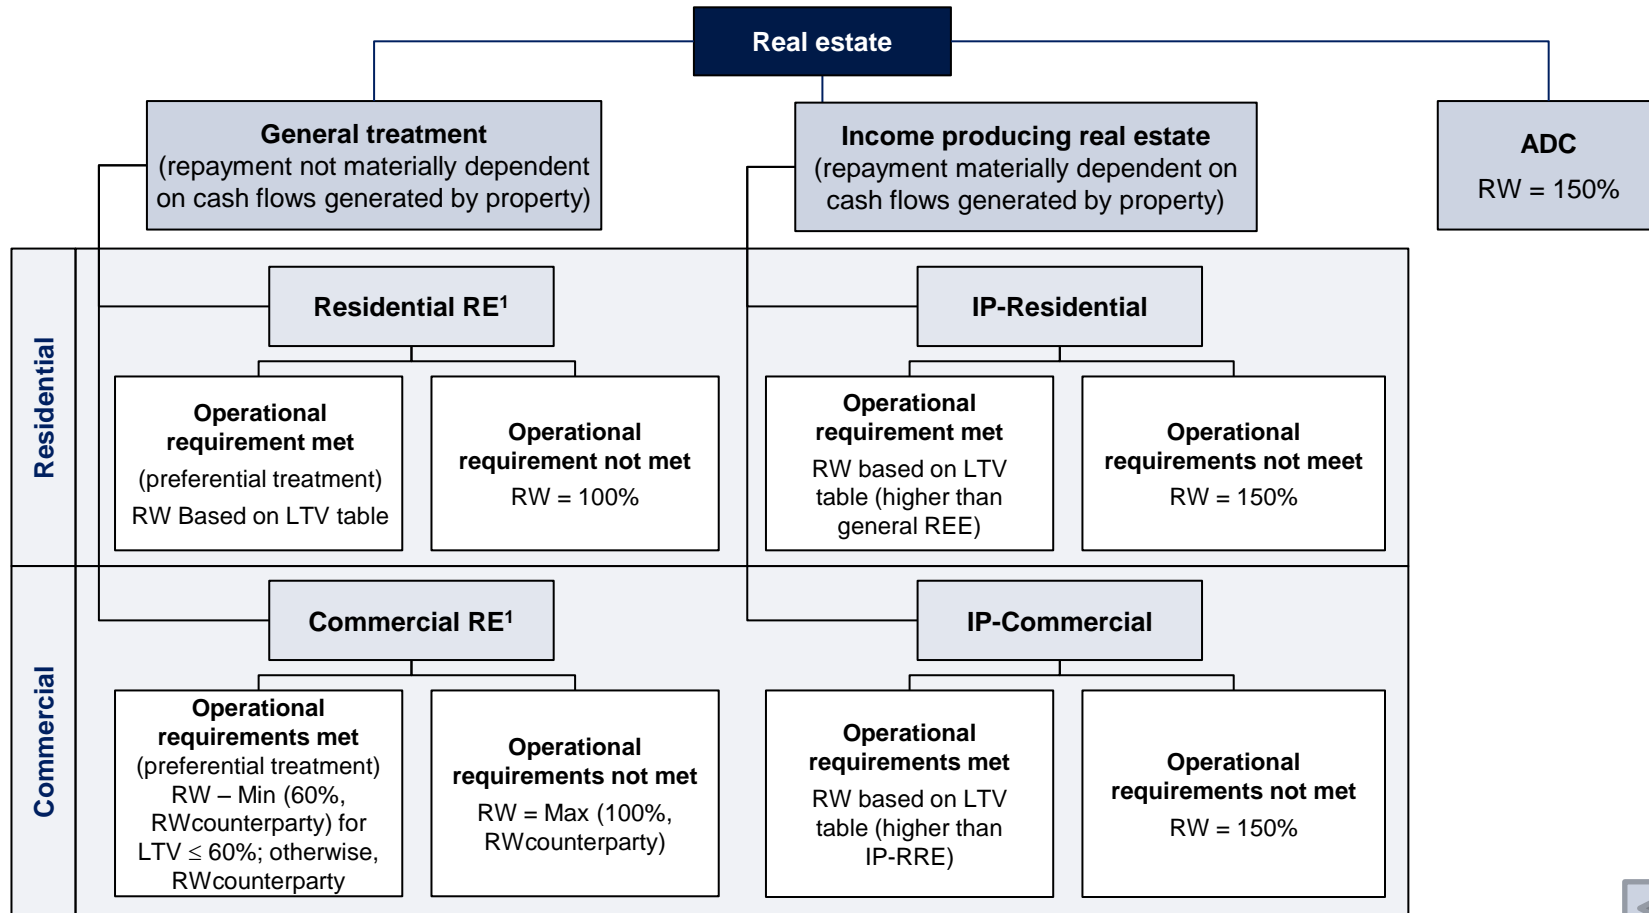 Real estate
General treatment
(repayment not materially dependent
on cash flows generated by property)
Income producing real estate
(repayment materially dependent on
cash flows generated by property)
ADC
RW = 150%
Residential
Residential RE¹
Operational
requirement met
(preferential treatment)
RW Based on LTV table
Operational
requirement not met
RW = 100%
IP-Residential
Operational
requirement met
RW based on LTV
table (higher than
general REE)
Operational
requirements not meet
RW = 150%
Commercial
Commercial RE¹
Operational
requirements met
(preferential treatment)
RW – Min (60%,
RWcounterparty) for
LTV ≤ 60%; otherwise,
RWcounterparty
Operational
requirements not met
RW = Max (100%,
RWcounterparty)
IP-Commercial
Operational
requirements met
RW based on LTV
table (higher than
IP-RRE)
Operational
requirements not met
RW = 150%